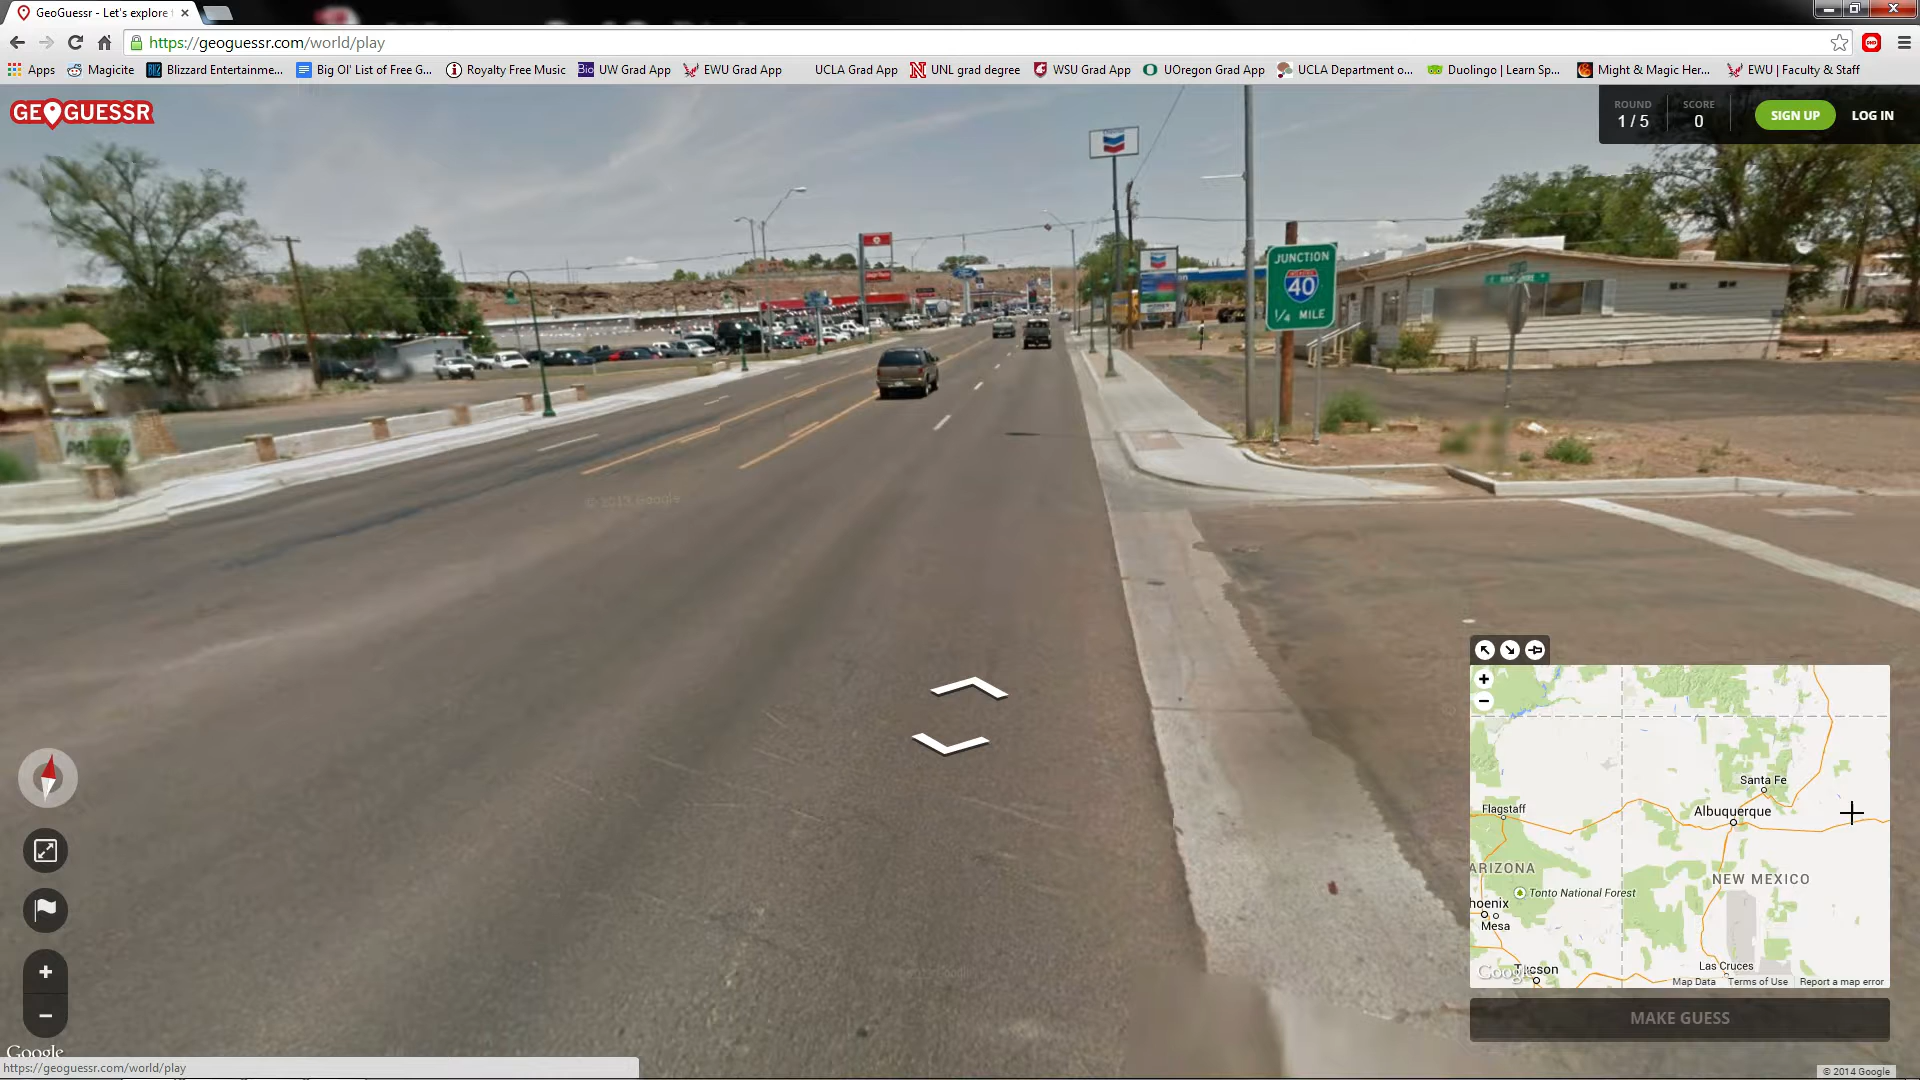 GeoGuessr - Let's explore t
https://geoguessr.com/world/play
Apps
Magicite
Blizzard Entertainme...
Big Ol' List of Free G...
Royalty Free Music
UW Grad App
EWU Grad App
UCLA Grad App
UNL grad degree
WSU Grad App
UOregon Grad App
UCLA Department o...
Duolingo | Learn Sp...
Might & Magic Her...
EWU | Faculty & Staff
GEOGUESSR
ROUND
1 / 5
SCORE
0
SIGN UP
LOG IN
JUNCTION
40
1/4 MILE
© 2013 Google
Santa Fe
Flagstaff
Albuquerque
ARIZONA
NEW MEXICO
Tonto National Forest
hoenix
Mesa
Las Cruces
Tucson
Google
Map Data
Terms of Use
Report a map error
MAKE GUESS
Google
https://geoguessr.com/world/play
© 2014 Google